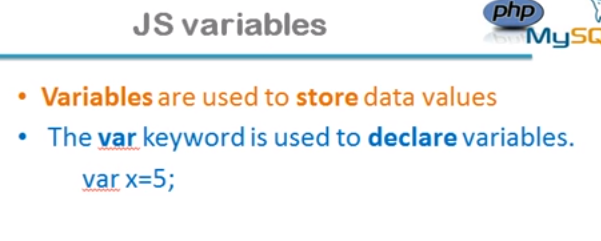 JS variables
php
MySQ
• Variables are used to store data values
• The var keyword is used to declare variables.
var x=5;